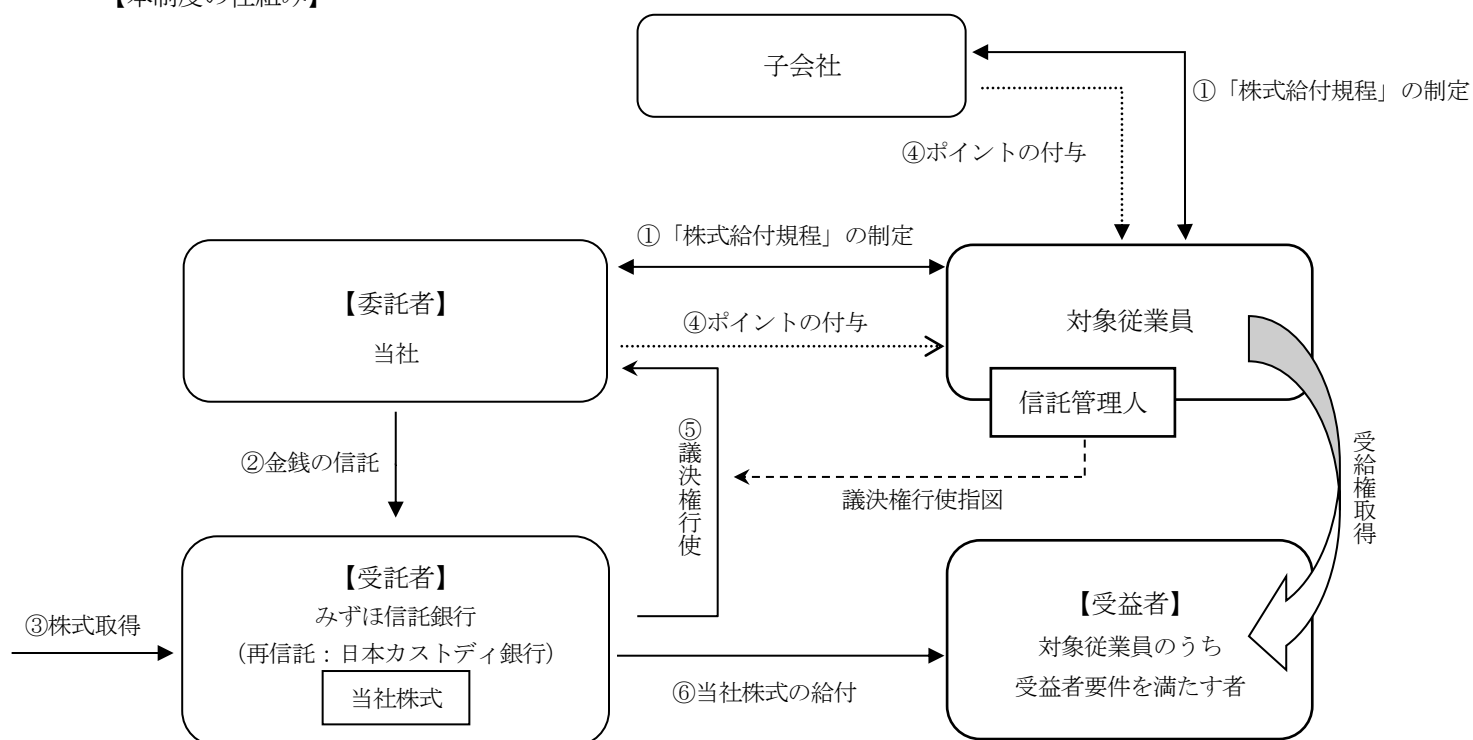 【本制度の仕組み】
子会社
①「株式給付規程」の制定
④ポイントの付与
①「株式給付規程」の制定
【委託者】
当社
④ポイントの付与
対象従業員
信託管理人
②金銭の信託
⑤議決権行使
議決権行使指図
受給権取得
【受託者】
みずほ信託銀行
(再信託：日本カストディ銀行)
当社株式
③株式取得
⑥当社株式の給付
【受益者】
対象従業員のうち
受益者要件を満たす者